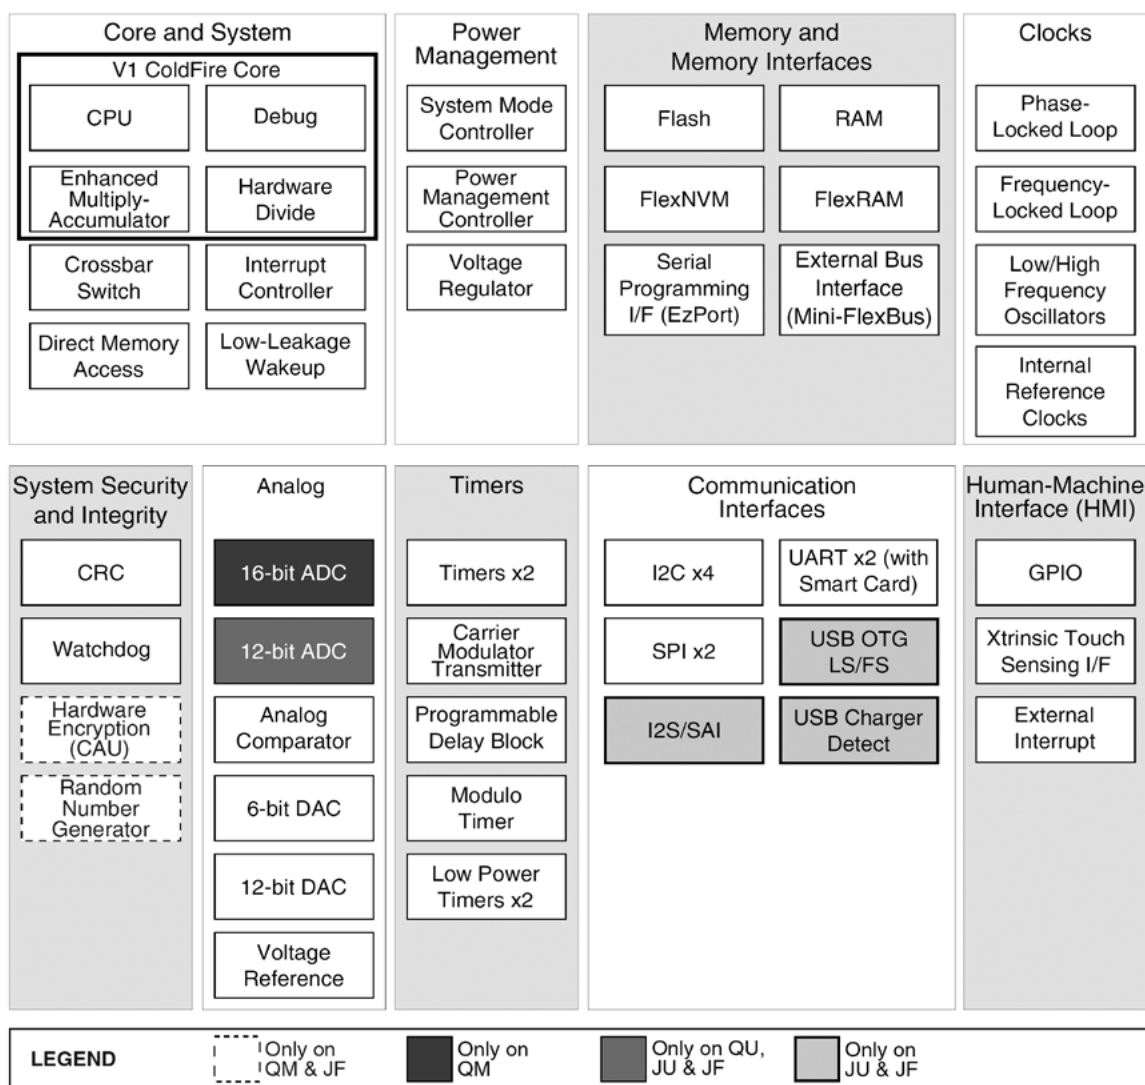 Core and System
V1 ColdFire Core
CPU
Debug
Enhanced
Multiply-
Accumulator
Hardware
Divide
Crossbar
Switch
Interrupt
Controller
Direct Memory
Access
Low-Leakage
Wakeup
Power
Management
System Mode
Controller
Power
Management
Controller
Voltage
Regulator
Memory and
Memory Interfaces
Flash
RAM
FlexNVM
FlexRAM
Serial
Programming
I/F (EzPort)
External Bus
Interface
(Mini-FlexBus)
Clocks
Phase-
Locked Loop
Frequency-
Locked Loop
Low/High
Frequency
Oscillators
Internal
Reference
Clocks
System Security
and Integrity
CRC
Watchdog
Hardware
Encryption
(CAU)
Random
Number
Generator
Analog
16-bit ADC
12-bit ADC
Analog
Comparator
6-bit DAC
12-bit DAC
Voltage
Reference
Timers
Timers x2
Carrier
Modulator
Transmitter
Programmable
Delay Block
Modulo
Timer
Low Power
Timers x2
Communication
Interfaces
I2C x4
UART x2 (with
Smart Card)
SPI x2
USB OTG
LS/FS
I2S/SAI
USB Charger
Detect
Human-Machine
Interface (HMI)
GPIO
Xtrinsic Touch
Sensing I/F
External
Interrupt
LEGEND
Only on
QM & JF
Only on
QM
Only on QU,
JU & JF
Only on
JU & JF